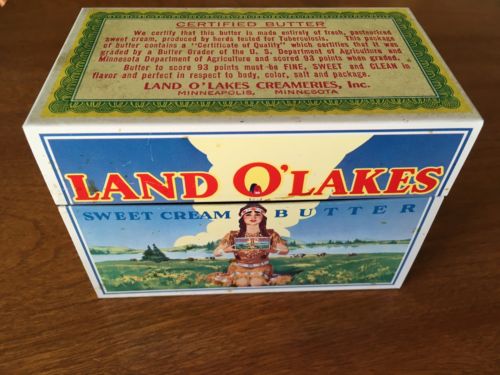 CERTIFIED BUTTER
We certify that this butter is made entirely of fresh, pasteurized
sweet cream, produced by herds tested for Tuberculosis. This package
of butter contains a "Certificate of Quality" which certifies that it was
graded by a Butter Grader of the U. S. Department of Agriculture and
Minnesota Department of Agriculture and scored 93 points when graded.
Butter to score 93 points must be FINE, SWEET and CLEAN in
flavor and perfect in respect to body, color, salt and package.
LAND O'LAKES CREAMERIES, Inc.
MINNEAPOLIS, MINNESOTA
LAND O'LAKES
SWEET CREAM BUTTER